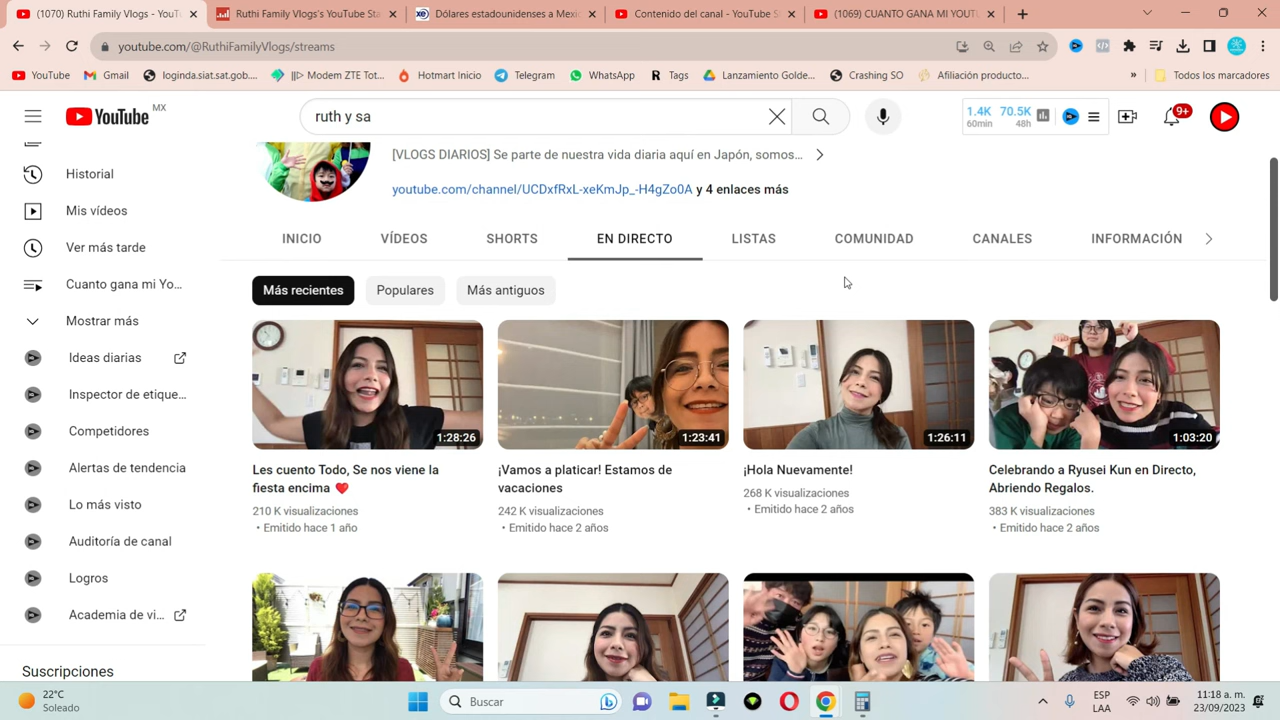 (1070) Ruthi Family Vlogs - YouT
Ruthi Family Vlogs's YouTube Sta
Dólares estadounidenses a Mexic
Contenido del canal - YouTube S
(1069) CUANTO GANA MI YOUTU
youtube.com/@RuthiFamilyVlogs/streams
YouTube
Gmail
loginda.siat.sat.gob....
||▷ Modem ZTE Tot...
Hotmart Inicio
Telegram
WhatsApp
R Tags
Lanzamiento Golde...
Crashing SO
Afiliación producto...
»
Todos los marcadores
YouTube MX
ruth y sa
1.4K 70.5K
60min 48h
9+
Historial
Mis vídeos
Ver más tarde
Cuanto gana mi Yo...
Mostrar más
Ideas diarias
Inspector de etique...
Competidores
Alertas de tendencia
Lo más visto
Auditoría de canal
Logros
Academia de vi...
Suscripciones
[VLOGS DIARIOS] Se parte de nuestra vida diaria aquí en Japón, somos...
youtube.com/channel/UCDxfRxL-xeKmJp_-H4gZo0A y 4 enlaces más
INICIO
VÍDEOS
SHORTS
EN DIRECTO
LISTAS
COMUNIDAD
CANALES
INFORMACIÓN
Más recientes
Populares
Más antiguos
1:28:26
1:23:41
1:26:11
1:03:20
Les cuento Todo, Se nos viene la
fiesta encima ❤️
210 K visualizaciones
• Emitido hace 1 año
¡Vamos a platicar! Estamos de
vacaciones
242 K visualizaciones
• Emitido hace 2 años
¡Hola Nuevamente!
268 K visualizaciones
• Emitido hace 2 años
Celebrando a Ryusei Kun en Directo,
Abriendo Regalos.
383 K visualizaciones
• Emitido hace 2 años
22°C
Soleado
Buscar
ESP
LAA
11:18 a. m.
23/09/2023